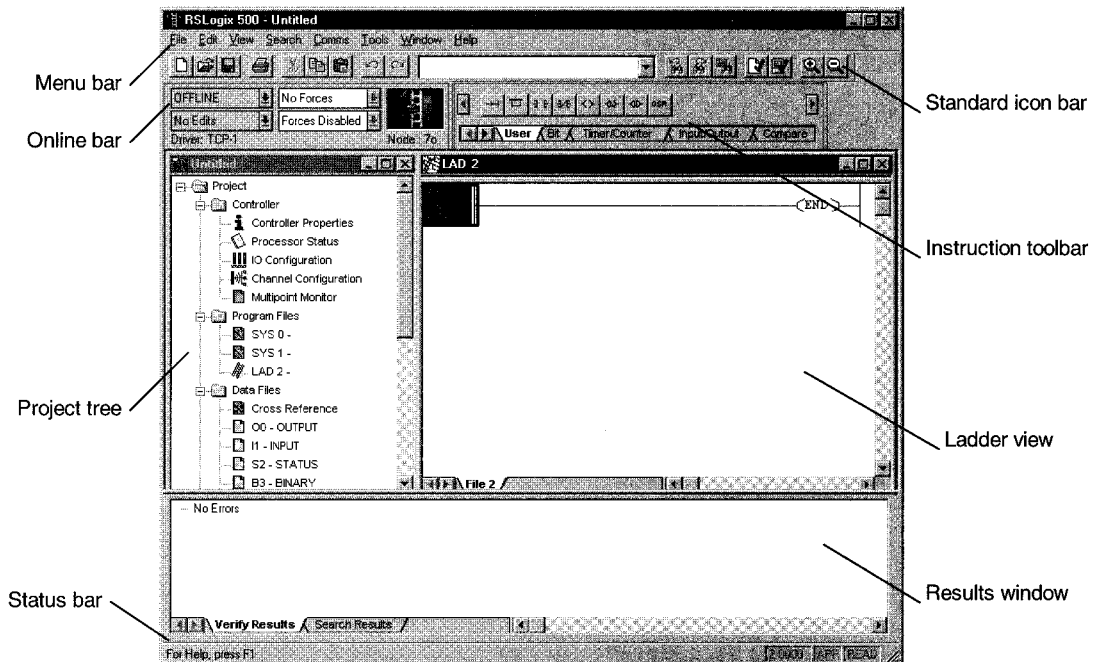 RSLogix 500 - Untitled
File Edit View Search Comms Tools Window Help
Menu bar
Standard icon bar
OFFLINE No Forces
No Edits Forces Disabled
Driver: TCP-1 Node: 7o
Online bar
User Bit Timer/Counter Input/Output Compare
Instruction toolbar
Untitled
LAD 2
Project
Controller
Controller Properties
Processor Status
IO Configuration
Channel Configuration
Multipoint Monitor
Program Files
SYS 0 -
SYS 1 -
LAD 2 -
Data Files
Cross Reference
O0 - OUTPUT
I1 - INPUT
S2 - STATUS
B3 - BINARY
END
File 2
Project tree
Ladder view
No Errors
Results window
Verify Results Search Results
Status bar
For Help, press F1
2:0000 APP READ